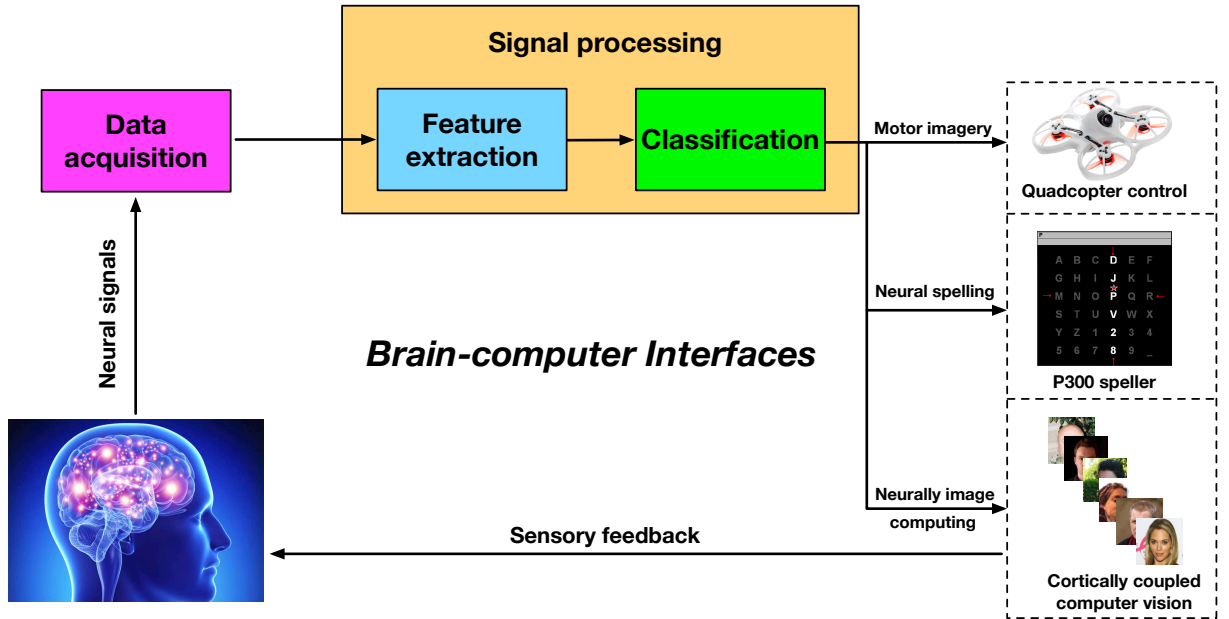 Signal processing
Data
acquisition
Feature
extraction
Classification
Motor imagery
Quadcopter control
Neural signals
Neural spelling
P
A B C D E F
G H I J K L
M N O P Q R
S T U V W X
Y Z 1 2 3 4
5 6 7 8 9 _
P300 speller
Brain-computer Interfaces
Neurally image
computing
Sensory feedback
Cortically coupled
computer vision